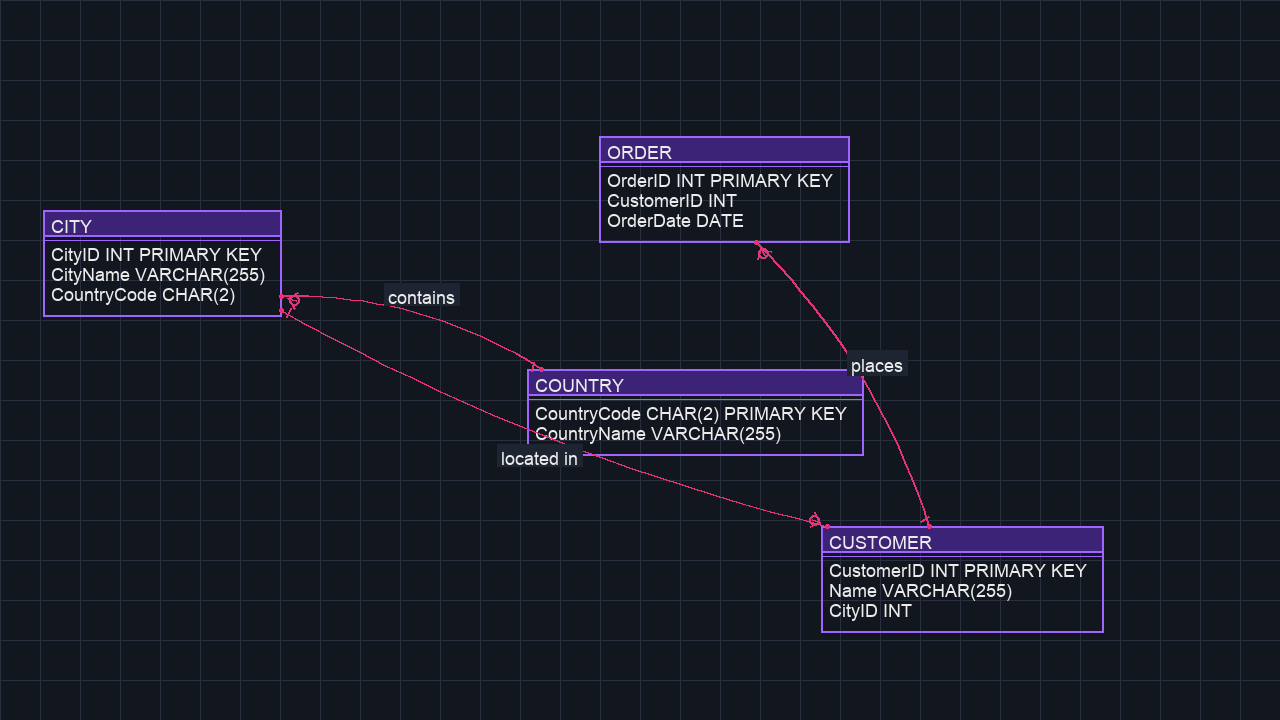 ORDER
OrderID INT PRIMARY KEY
CustomerID INT
OrderDate DATE
CITY
CityID INT PRIMARY KEY
CityName VARCHAR(255)
CountryCode CHAR(2)
contains
places
COUNTRY
CountryCode CHAR(2) PRIMARY KEY
CountryName VARCHAR(255)
located in
CUSTOMER
CustomerID INT PRIMARY KEY
Name VARCHAR(255)
CityID INT